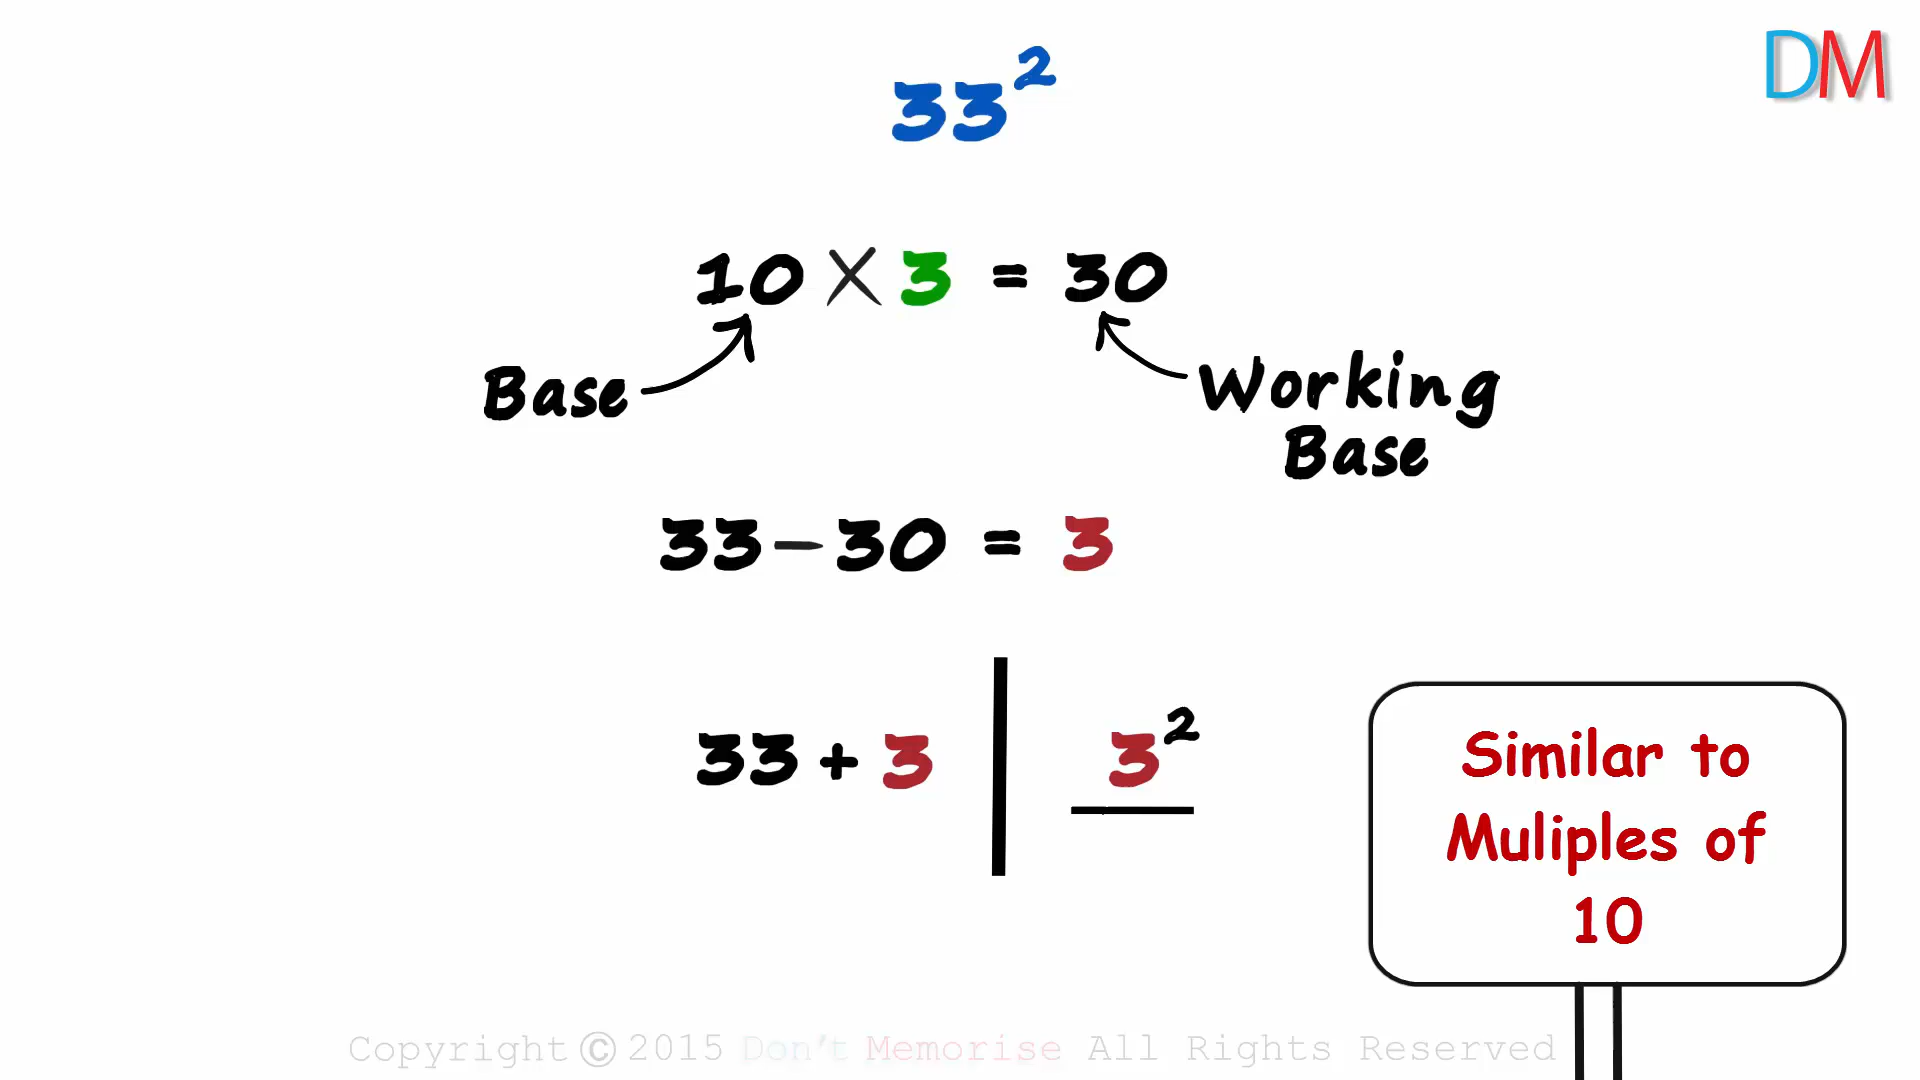 33²
DM
10 × 3 = 30
Base
Working
Base
33 – 30 = 3
33 + 3 | 3²
Similar to
Muliples of
10
Copyright © 2015 Don't Memorise All Rights Reserved